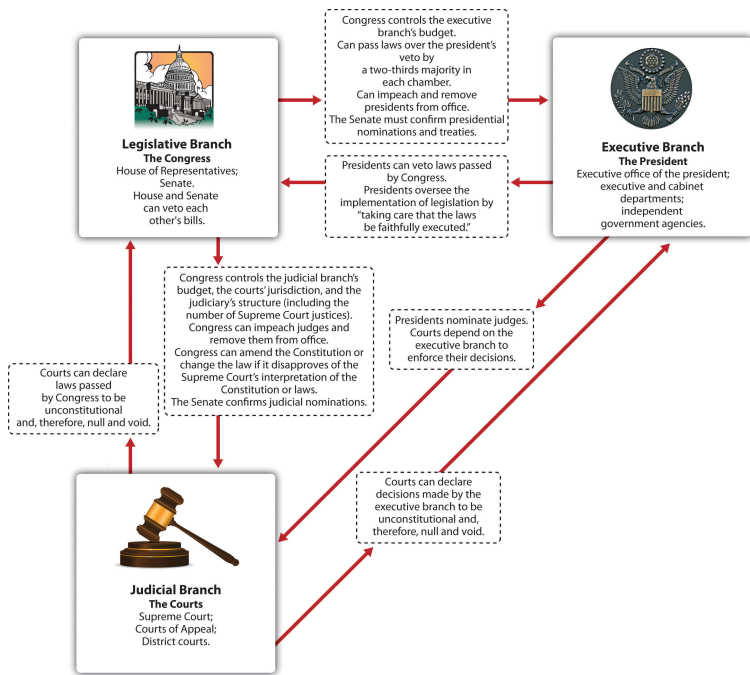 Congress controls the executive
branch's budget.
Can pass laws over the president's
veto by
a two-thirds majority in
each chamber.
Can impeach and remove
presidents from office.
The Senate must confirm presidential
nominations and treaties.
Legislative Branch
The Congress
House of Representatives;
Senate.
House and Senate
can veto each
other's bills.
Executive Branch
The President
Executive office of the president;
executive and cabinet
departments;
independent
government agencies.
Presidents can veto laws passed
by Congress.
Presidents oversee the
implementation of legislation by
“taking care that the laws
be faithfully executed.”
Congress controls the judicial branch's
budget, the courts' jurisdiction, and the
judiciary's structure (including the
number of Supreme Court justices).
Congress can impeach judges and
remove them from office.
Congress can amend the Constitution or
change the law if it disapproves of the
Supreme Court's interpretation of the
Constitution or laws.
The Senate confirms judicial nominations.
Presidents nominate judges.
Courts depend on the
executive branch to
enforce their decisions.
Courts can declare
laws passed
by Congress to be
unconstitutional
and, therefore, null and void.
Courts can declare
decisions made by the
executive branch to be
unconstitutional and,
therefore, null and void.
Judicial Branch
The Courts
Supreme Court;
Courts of Appeal;
District courts.